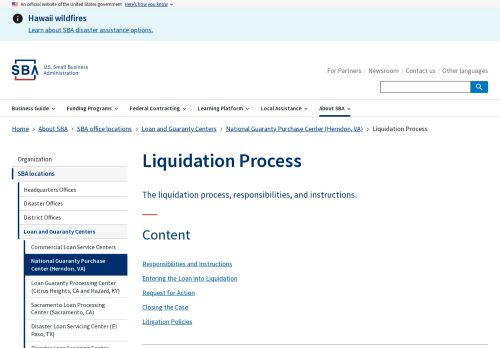 An official website of the United States government Here's how you know
Hawaii wildfires
Learn about SBA disaster assistance options.
SBA
U.S. Small Business
Administration
For Partners Newsroom Contact us Other languages
Business Guide Funding Programs Federal Contracting Learning Platform Local Assistance About SBA
Home About SBA SBA office locations Loan and Guaranty Centers National Guaranty Purchase Center (Herndon, VA) Liquidation Process
Organization
SBA locations
Headquarters Offices
Disaster Offices
District Offices
Loan and Guaranty Centers
Commercial Loan Service Centers
National Guaranty Purchase
Center (Herndon, VA)
Loan Guaranty Processing Center
(Citrus Heights, CA and Hazard, KY)
Sacramento Loan Processing
Center (Sacramento, CA)
Disaster Loan Servicing Center (El
Paso, TX)
Disaster Loan Servicing Center
Liquidation Process
The liquidation process, responsibilities, and instructions.
Content
Responsibilities and Instructions
Entering the Loan into Liquidation
Request for Action
Closing the Case
Litigation Policies